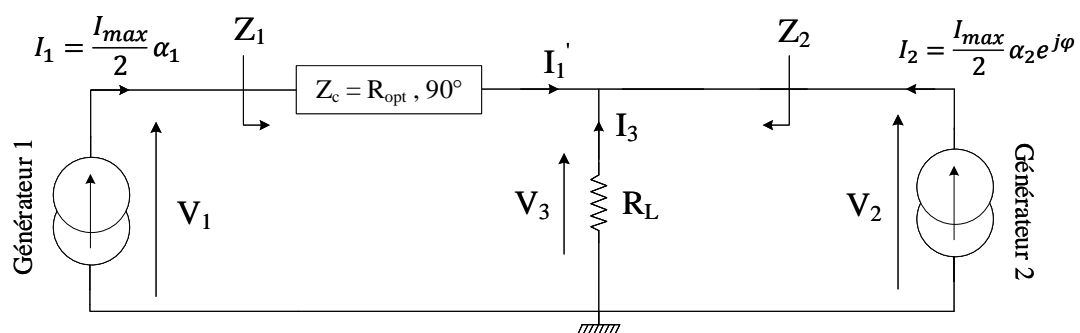 I₁ = I_max/2 α₁
Z₁
Z_c = R_opt , 90°
I₁'
Z₂
I₂ = I_max/2 α₂e^{jφ}
I₃
Générateur 1
V₁
V₃
R_L
V₂
Générateur 2